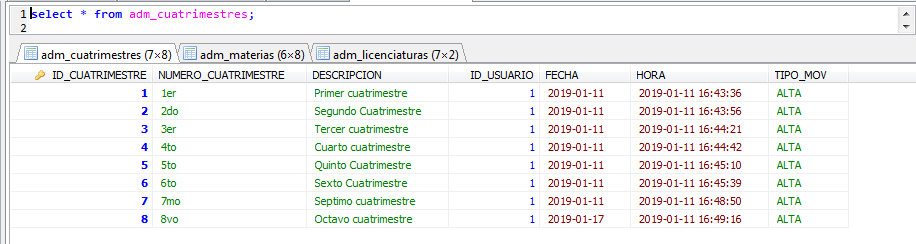 1 select * from adm_cuatrimestres;
2
adm_cuatrimestres (7×8) adm_materias (6×8) adm_licenciaturas (7×2)
ID_CUATRIMESTRE NUMERO_CUATRIMESTRE DESCRIPCION ID_USUARIO FECHA HORA TIPO_MOV
1 1er Primer cuatrimestre 1 2019-01-11 2019-01-11 16:43:36 ALTA
2 2do Segundo Cuatrimestre 1 2019-01-11 2019-01-11 16:43:56 ALTA
3 3er Tercer cuatrimestre 1 2019-01-11 2019-01-11 16:44:21 ALTA
4 4to Cuarto cuatrimestre 1 2019-01-11 2019-01-11 16:44:42 ALTA
5 5to Quinto Cuatrimestre 1 2019-01-11 2019-01-11 16:45:10 ALTA
6 6to Sexto Cuatrimestre 1 2019-01-11 2019-01-11 16:45:39 ALTA
7 7mo Septimo cuatrimestre 1 2019-01-11 2019-01-11 16:48:50 ALTA
8 8vo Octavo cuatrimestre 1 2019-01-17 2019-01-11 16:49:16 ALTA